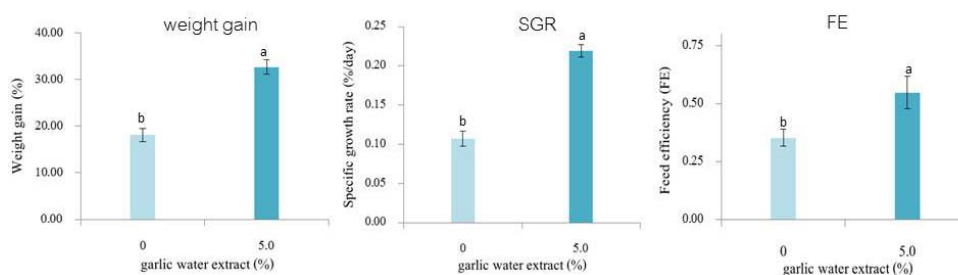 weight gain
Weight gain (%)
40.00
30.00
20.00
10.00
0.00
b
a
0
5.0
garlic water extract (%)
SGR
Specific growth rate (%/day)
0.25
0.20
0.15
0.10
0.05
0.00
b
a
0
5.0
garlic water extract (%)
FE
Feed efficiency (FE)
0.75
0.50
0.25
0.00
b
a
0
5.0
garlic water extract (%)